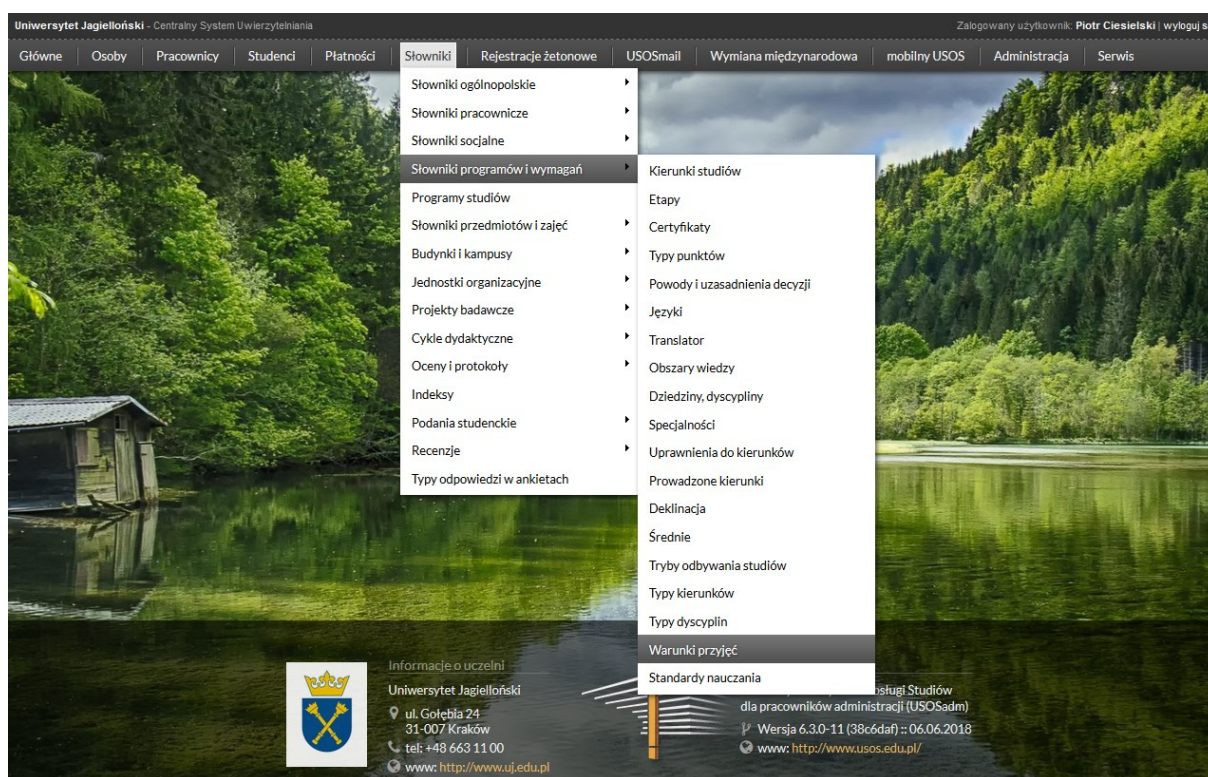 Uniwersytet Jagielloński - Centralny System Uwierzytelniania
Zalogowany użytkownik: Piotr Ciesielski | wyloguj s
Główne Osoby Pracownicy Studenci Płatności Słowniki Rejestracje żetonowe USOSmail Wymiana międzynarodowa mobilny USOS Administracja Serwis
Słowniki ogólnopolskie
Słowniki pracownicze
Słowniki socjalne
Słowniki programów i wymagań
Programy studiów
Słowniki przedmiotów i zajęć
Budynki i kampusy
Jednostki organizacyjne
Projekty badawcze
Cykle dydaktyczne
Oceny i protokoły
Indeksy
Podania studenckie
Recenzje
Typy odpowiedzi w ankietach
Kierunki studiów
Etapy
Certyfikaty
Typy punktów
Powody i uzasadnienia decyzji
Języki
Translator
Obszary wiedzy
Dziedziny, dyscypliny
Specjalności
Uprawnienia do kierunków
Prowadzone kierunki
Deklinacja
Średnie
Tryby odbywania studiów
Typy kierunków
Typy dyscyplin
Warunki przyjęć
Standardy nauczania
Informacje o uczelni
Uniwersytet Jagielloński
ul. Gołębia 24
31-007 Kraków
tel: +48 663 11 00
www: http://www.uj.edu.pl
Studiów
dla pracowników administracji (USOSadm)
Wersja 6.3.0-11 (38c6daf) :: 06.06.2018
www: http://www.usos.edu.pl/